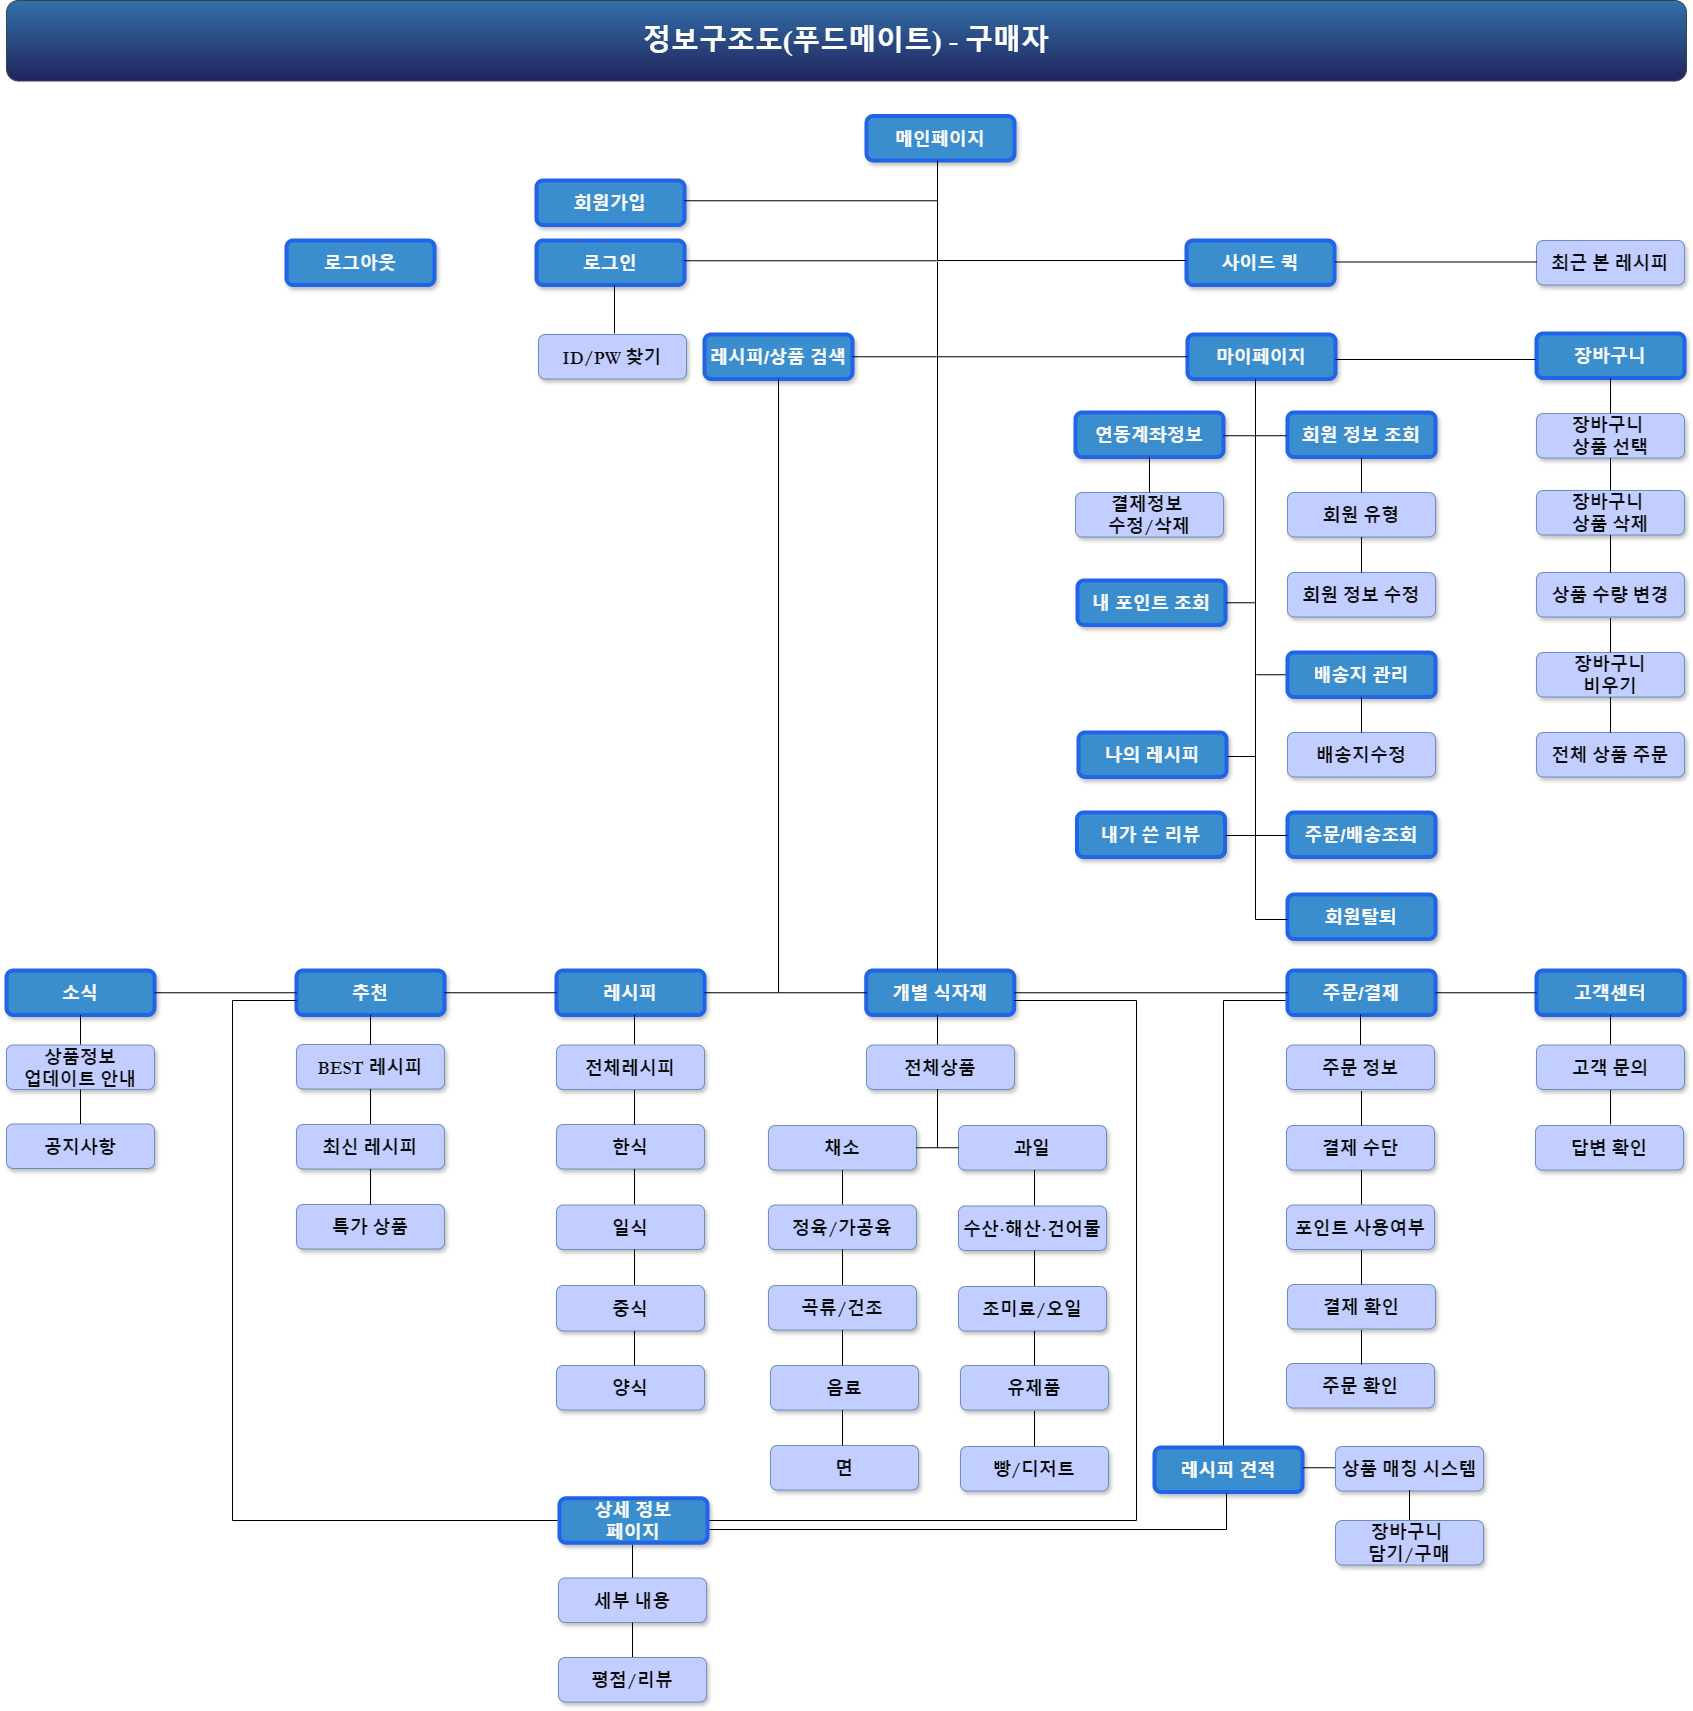 정보구조도(푸드메이트) - 구매자
메인페이지
회원가입
로그아웃
로그인
사이드 퀵
최근 본 레시피
ID/PW 찾기
레시피/상품 검색
마이페이지
장바구니
연동계좌정보
회원 정보 조회
장바구니
상품 선택
결제정보
수정/삭제
회원 유형
장바구니
상품 삭제
내 포인트 조회
회원 정보 수정
상품 수량 변경
배송지 관리
장바구니
비우기
나의 레시피
배송지수정
전체 상품 주문
내가 쓴 리뷰
주문/배송조회
회원탈퇴
소식
추천
레시피
개별 식자재
주문/결제
고객센터
상품정보
업데이트 안내
BEST 레시피
전체레시피
전체상품
주문 정보
고객 문의
공지사항
최신 레시피
한식
채소
과일
결제 수단
답변 확인
특가 상품
일식
정육/가공육
수산·해산·건어물
포인트 사용여부
중식
곡류/건조
조미료/오일
결제 확인
양식
음료
유제품
주문 확인
면
빵/디저트
레시피 견적
상품 매칭 시스템
상세 정보
페이지
장바구니
담기/구매
세부 내용
평점/리뷰